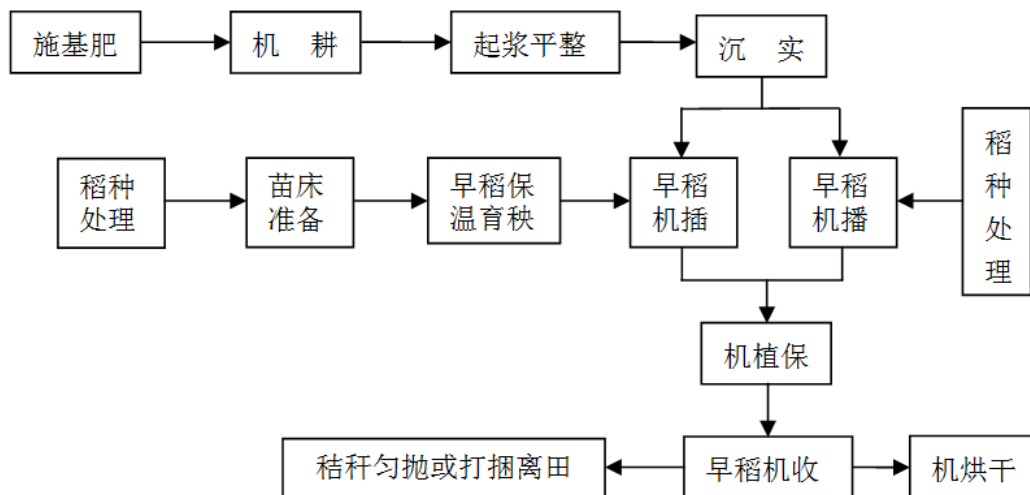 施基肥
机 耕
起浆平整
沉 实
稻种
处理
苗床
准备
早稻保
温育秧
早稻
机插
早稻
机播
稻
种
处
理
机植保
秸秆匀抛或打捆离田
早稻机收
机烘干